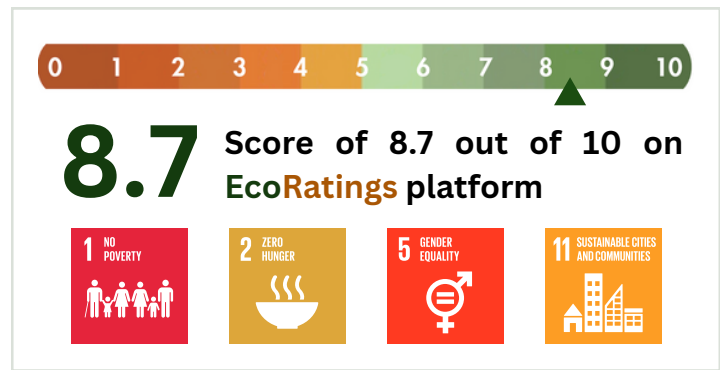 0 1 2 3 4 5 6 7 8 9 10
8.7
Score of 8.7 out of 10 on
EcoRatings platform
1 NO
POVERTY
2 ZERO
HUNGER
5 GENDER
EQUALITY
11 SUSTAINABLE CITIES
AND COMMUNITIES